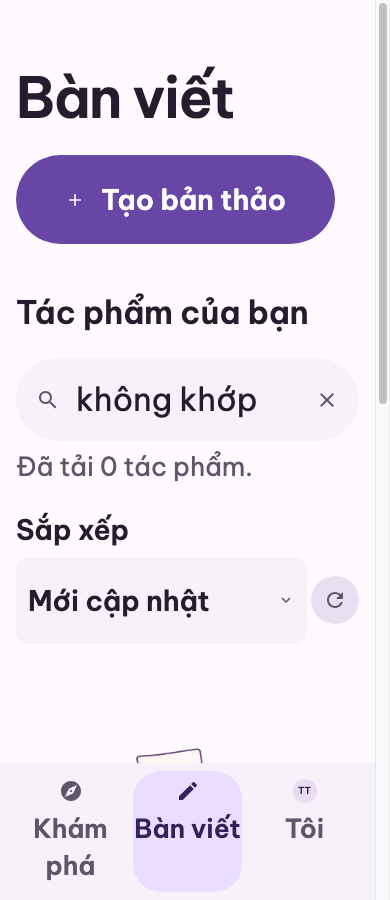 Bàn viết
+ Tạo bản thảo
Tác phẩm của bạn
không khớp
Đã tải 0 tác phẩm.
Sắp xếp
Mới cập nhật
Khám phá
Bàn viết
TT
Tôi